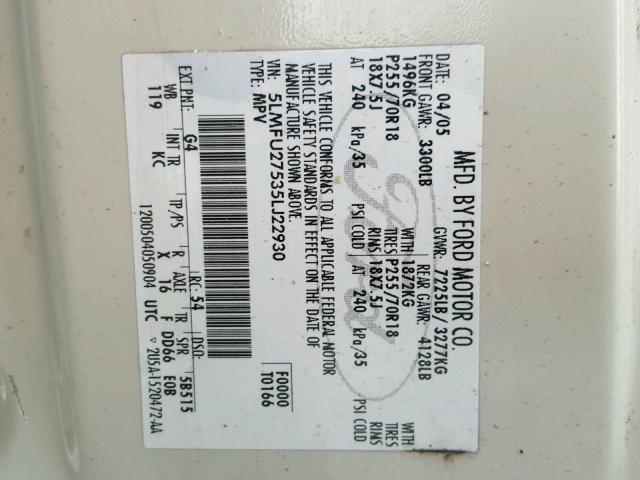 MFD. BY FORD MOTOR CO.
DATE: 04/05 GVWR: 7225LB / 3277KG
FRONT GAWR: 3300LB REAR GAWR: 4128LB
1496KG WITH 1872KG WITH
P255/70R18 TIRES P255/70R18 TIRES
18X7.5J RIMS 18X7.5J RIMS
AT 240 kPa/35 PSI COLD AT 240 kPa/35 PSI COLD
THIS VEHICLE CONFORMS TO ALL APPLICABLE FEDERAL MOTOR
VEHICLE SAFETY STANDARDS IN EFFECT ON THE DATE OF
MANUFACTURE SHOWN ABOVE.
VIN: 5LMFU27535LJ22930 F0000
TYPE: MPV T0166
EXT PNT: G4 RC: 54 DSO: 5B515
WB INT TR TP/PS R AXLE TR SPR
119 KC X 16 F DD66 E0B
1200504050904 UTC ▽ 2U5A-1520472-AA